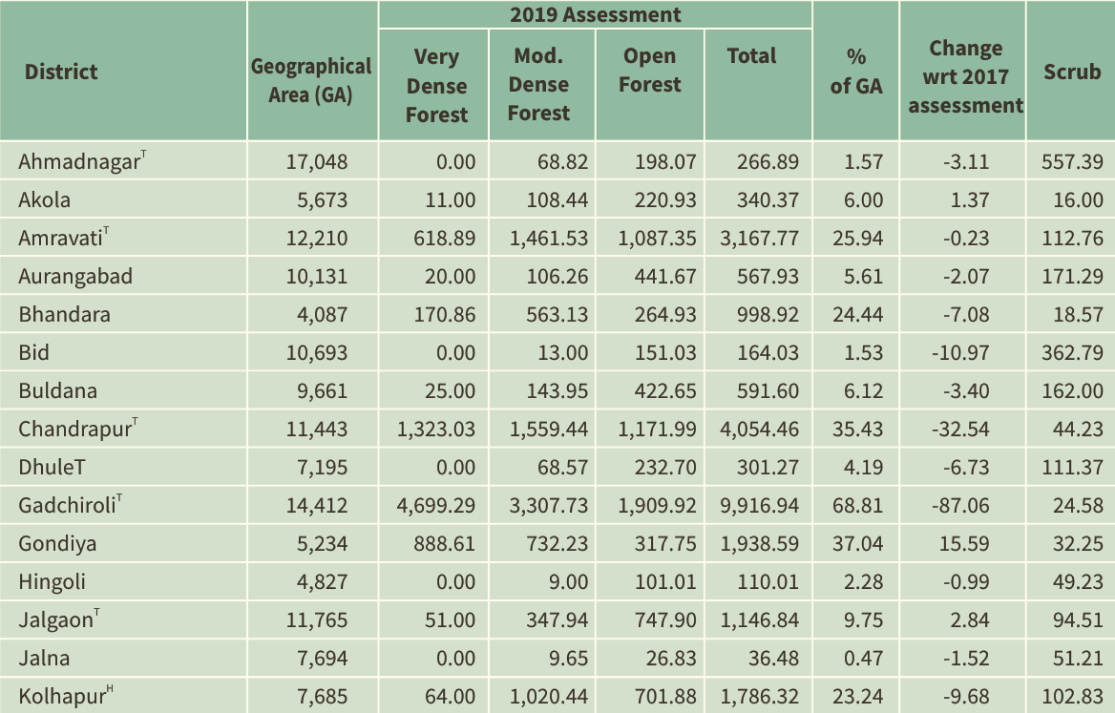 2019 Assessment
District Geographical Area (GA) Very Dense Forest Mod. Dense Forest Open Forest Total % of GA Change wrt 2017 assessment Scrub
Ahmadnagarᵀ 17,048 0.00 68.82 198.07 266.89 1.57 -3.11 557.39
Akola 5,673 11.00 108.44 220.93 340.37 6.00 1.37 16.00
Amravatiᵀ 12,210 618.89 1,461.53 1,087.35 3,167.77 25.94 -0.23 112.76
Aurangabad 10,131 20.00 106.26 441.67 567.93 5.61 -2.07 171.29
Bhandara 4,087 170.86 563.13 264.93 998.92 24.44 -7.08 18.57
Bid 10,693 0.00 13.00 151.03 164.03 1.53 -10.97 362.79
Buldana 9,661 25.00 143.95 422.65 591.60 6.12 -3.40 162.00
Chandrapurᵀ 11,443 1,323.03 1,559.44 1,171.99 4,054.46 35.43 -32.54 44.23
DhuleT 7,195 0.00 68.57 232.70 301.27 4.19 -6.73 111.37
Gadchiroliᵀ 14,412 4,699.29 3,307.73 1,909.92 9,916.94 68.81 -87.06 24.58
Gondiya 5,234 888.61 732.23 317.75 1,938.59 37.04 15.59 32.25
Hingoli 4,827 0.00 9.00 101.01 110.01 2.28 -0.99 49.23
Jalgaonᵀ 11,765 51.00 347.94 747.90 1,146.84 9.75 2.84 94.51
Jalna 7,694 0.00 9.65 26.83 36.48 0.47 -1.52 51.21
Kolhapurᴴ 7,685 64.00 1,020.44 701.88 1,786.32 23.24 -9.68 102.83